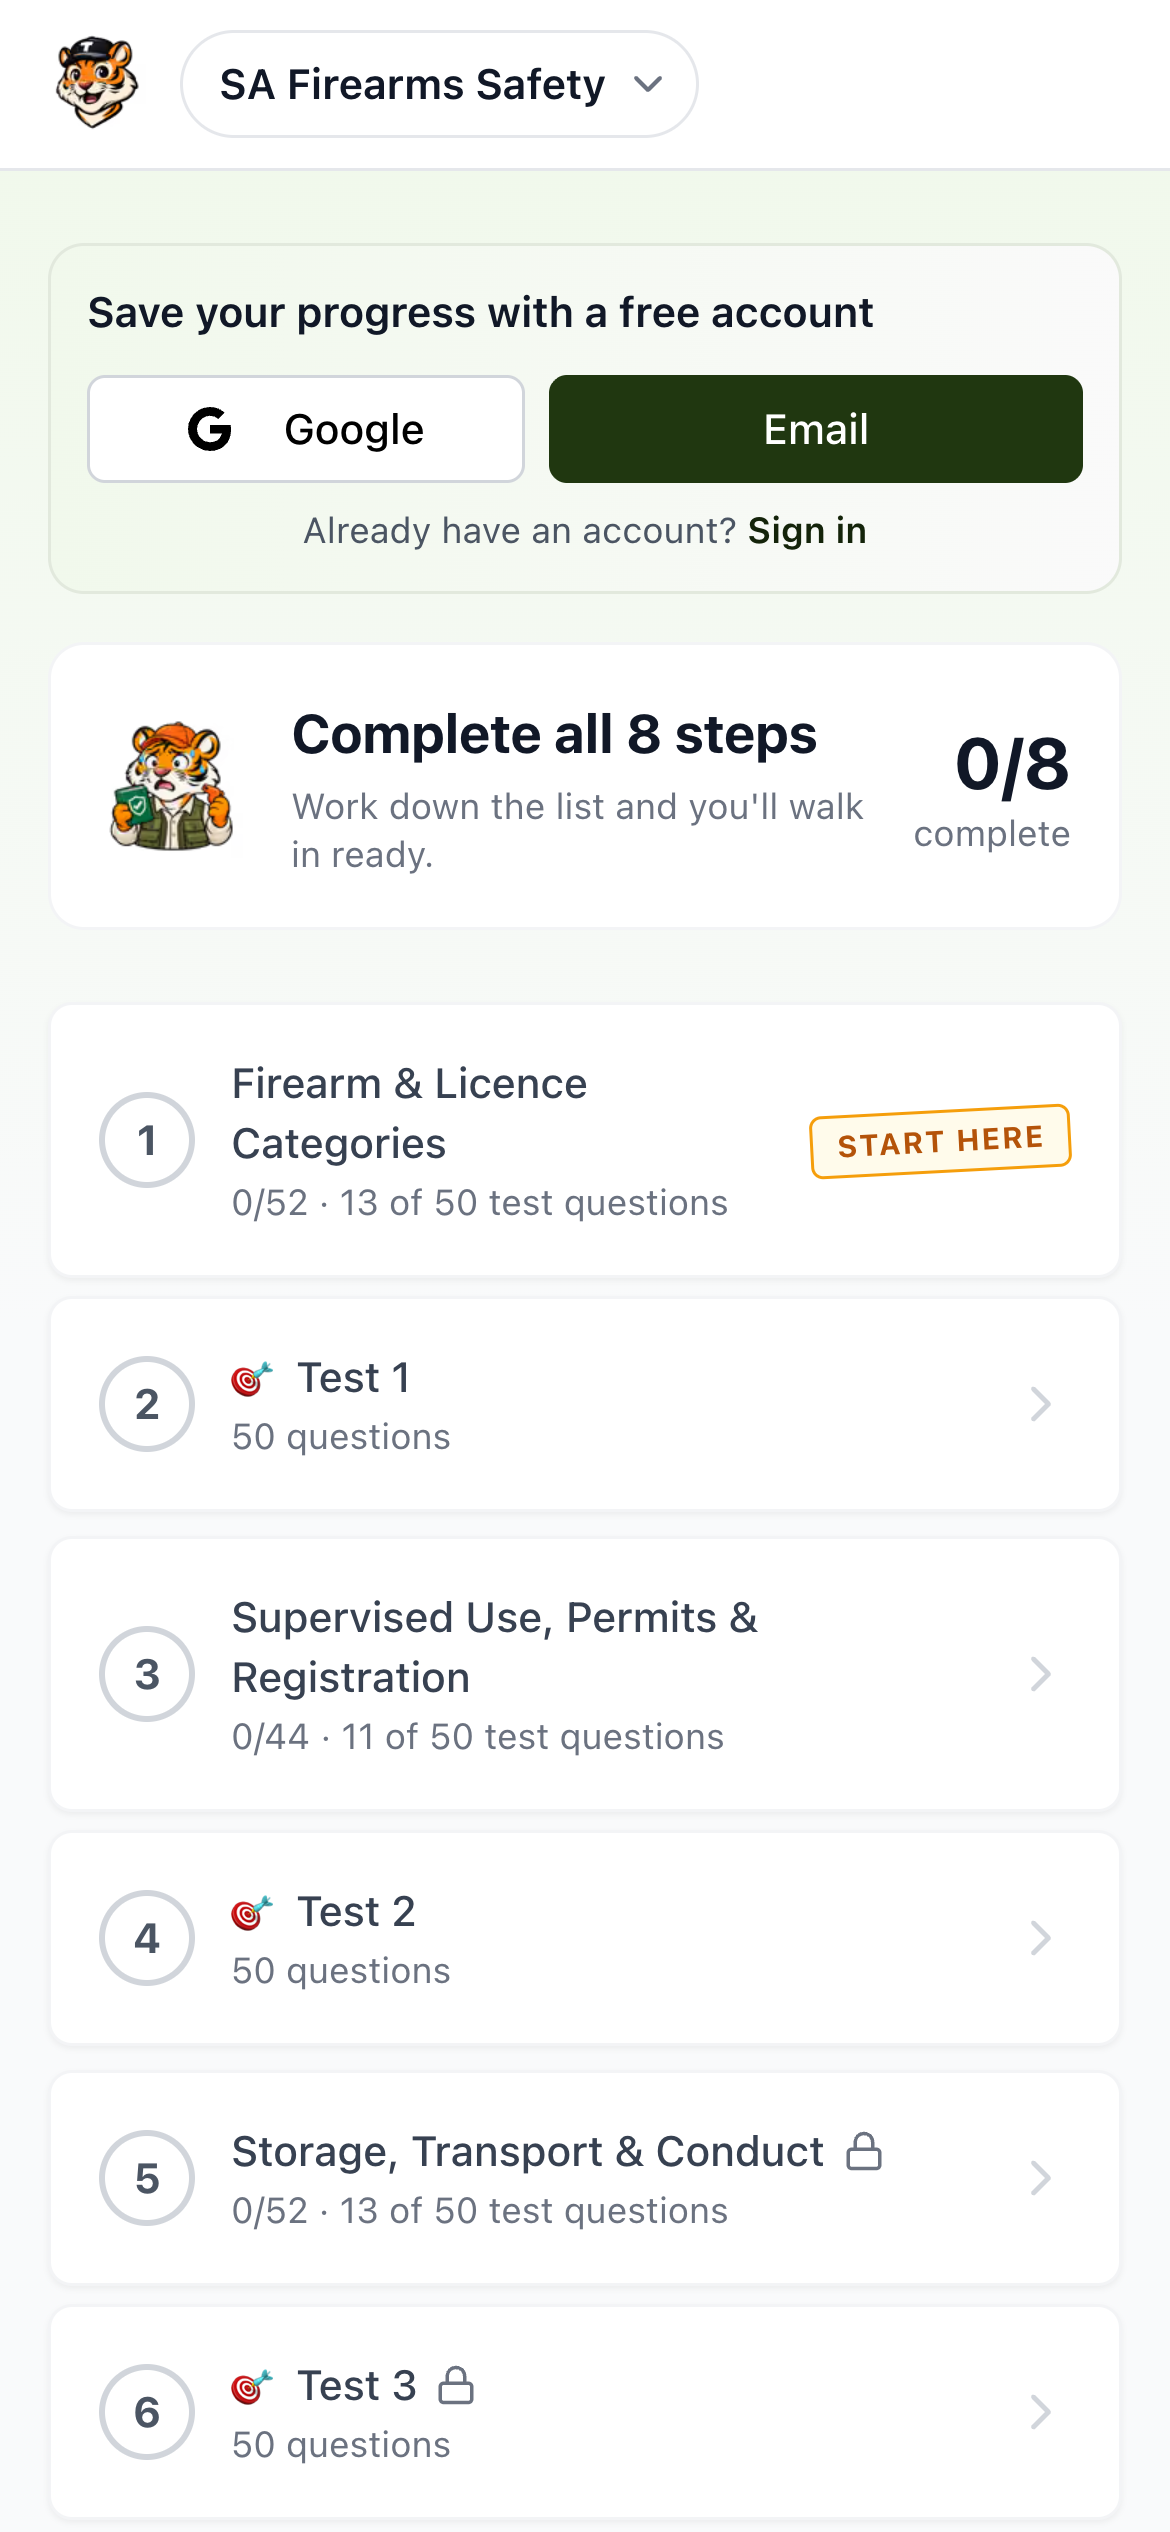 SA Firearms Safety
Save your progress with a free account
Google
Email
Already have an account? Sign in
Complete all 8 steps
Work down the list and you'll walk
in ready.
0/8
complete
1
Firearm & Licence
Categories
0/52 · 13 of 50 test questions
START HERE
2
🎯 Test 1
50 questions
3
Supervised Use, Permits &
Registration
0/44 · 11 of 50 test questions
4
🎯 Test 2
50 questions
5
Storage, Transport & Conduct
0/52 · 13 of 50 test questions
6
🎯 Test 3
50 questions